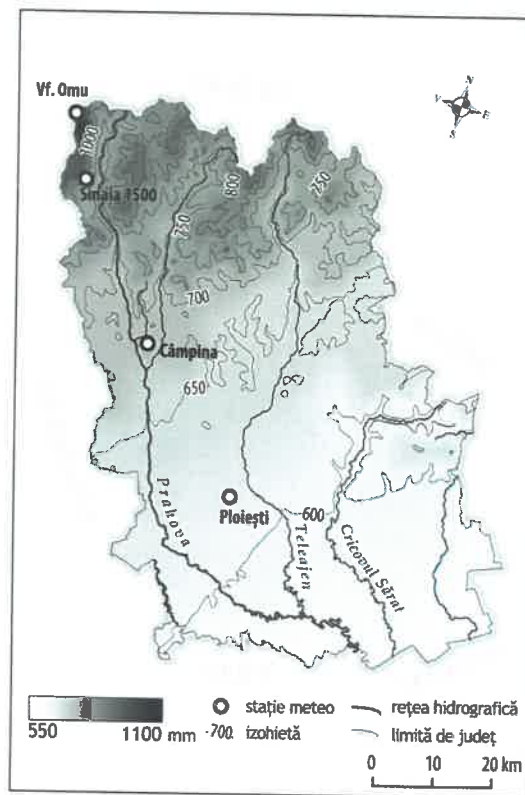 Vf. Omu
N
V
E
S
1000
Sinaia 1500
800
250
750
700
Câmpina
650
Ploiești
600
Prahova
Teleajen
Cricovul Sărat
550
1100 mm
stație meteo
rețea hidrografică
-700. izohietă
limită de județ
0 10 20 km